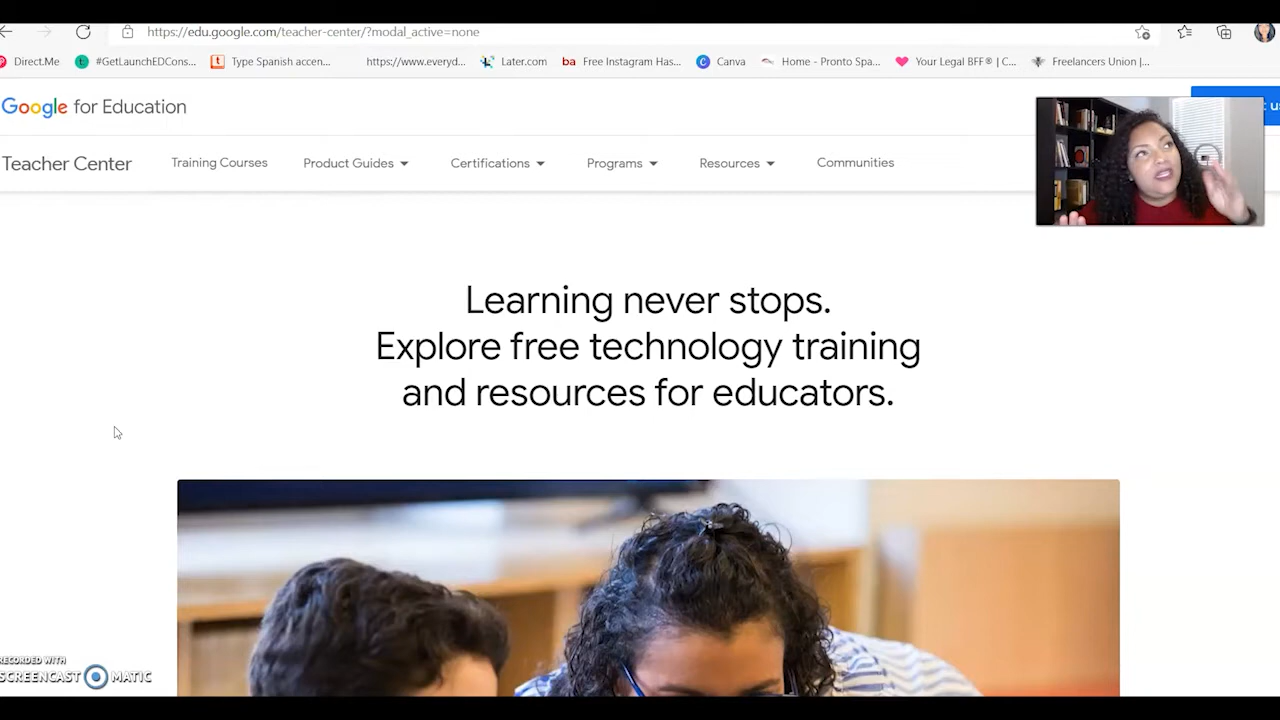 https://edu.google.com/teacher-center/?modal_active=none
Direct.Me #GetLaunchEDCons... Type Spanish accen... https://www.everyd... Later.com ba Free Instagram Has... Canva Home - Pronto Spa... Your Legal BFF® | C... Freelancers Union |...
Google for Education
Teacher Center Training Courses Product Guides Certifications Programs Resources Communities
Learning never stops.
Explore free technology training
and resources for educators.
RECORDED WITH
SCREENCAST MATIC